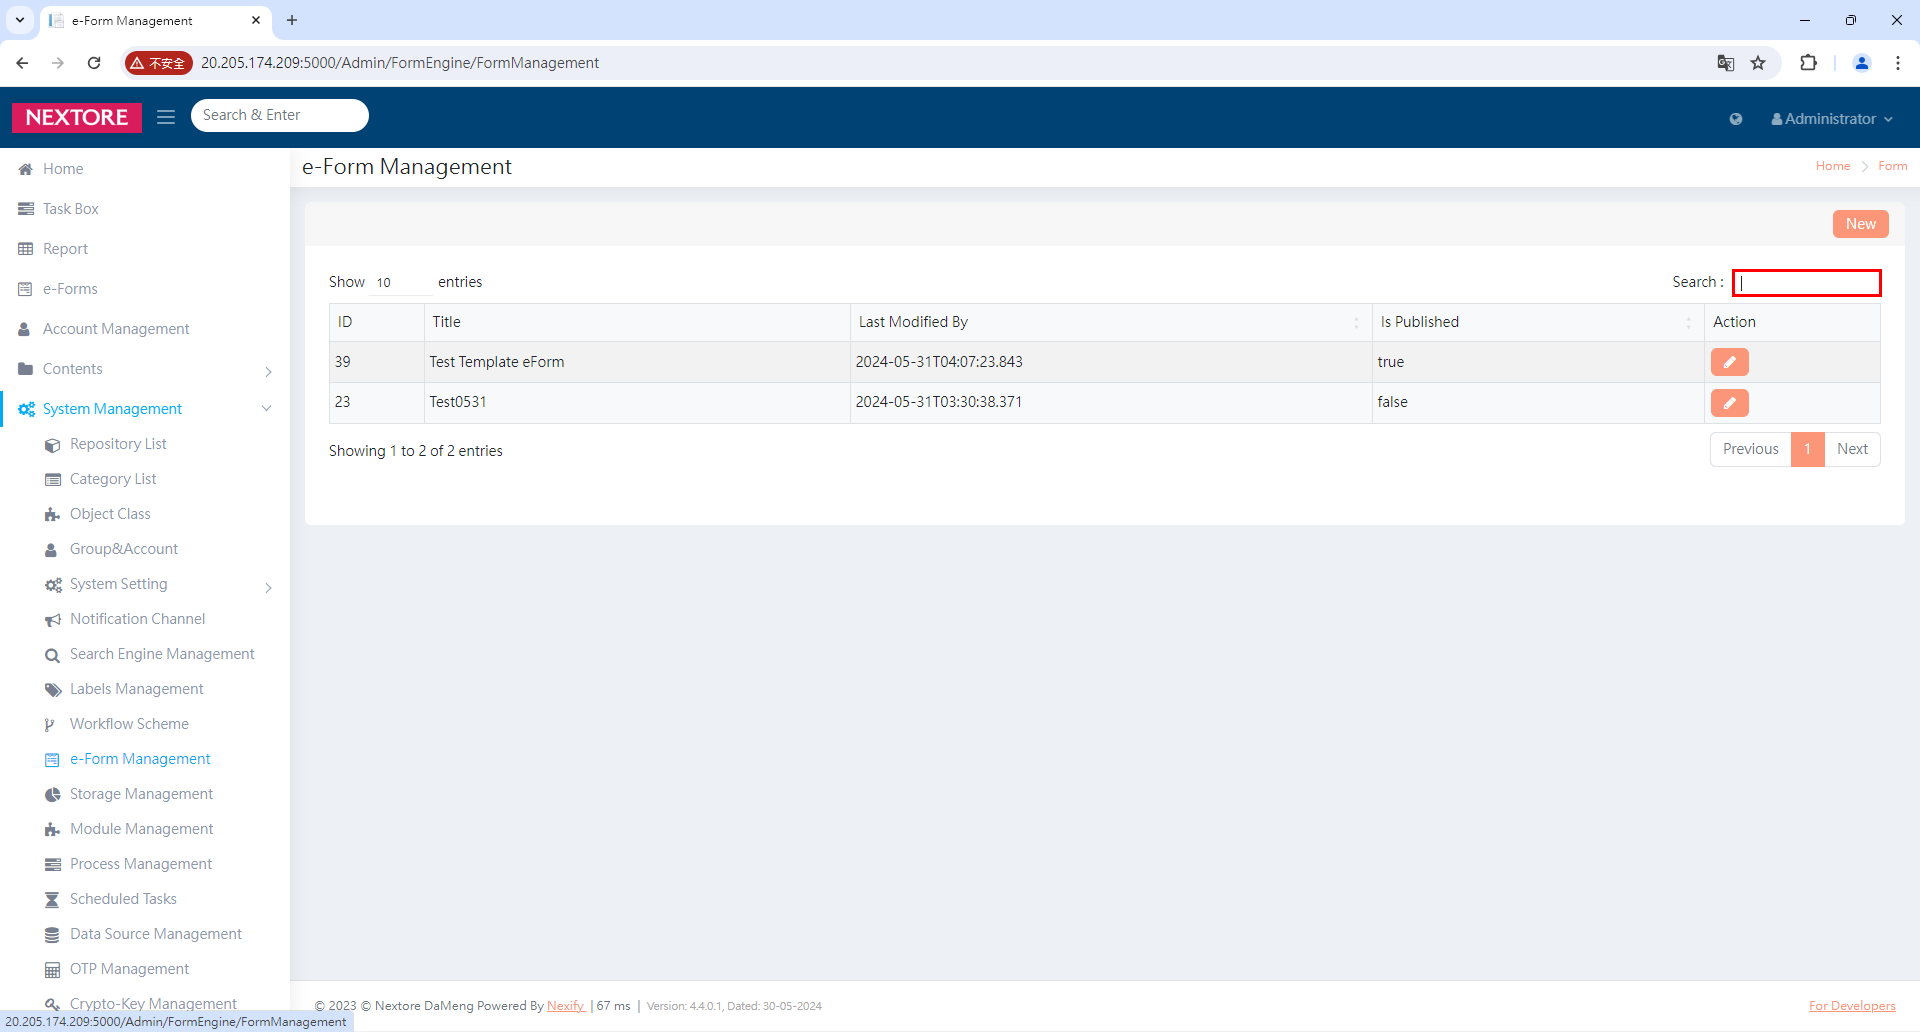 e-Form Management
不安全
20.205.174.209:5000/Admin/FormEngine/FormManagement
NEXTORE
Search & Enter
Administrator
Home
Task Box
Report
e-Forms
Account Management
Contents
System Management
Repository List
Category List
Object Class
Group&Account
System Setting
Notification Channel
Search Engine Management
Labels Management
Workflow Scheme
e-Form Management
Storage Management
Module Management
Process Management
Scheduled Tasks
Data Source Management
OTP Management
Crypto-Key Management
20.205.174.209:5000/Admin/FormEngine/FormManagement
e-Form Management
Home Form
New
Show 10 entries Search :
ID Title Last Modified By Is Published Action
39 Test Template eForm 2024-05-31T04:07:23.843 true
23 Test0531 2024-05-31T03:30:38.371 false
Showing 1 to 2 of 2 entries Previous 1 Next
© 2023 © Nextore DaMeng Powered By Nexify | 67 ms | Version: 4.4.0.1, Dated: 30-05-2024 For Developers